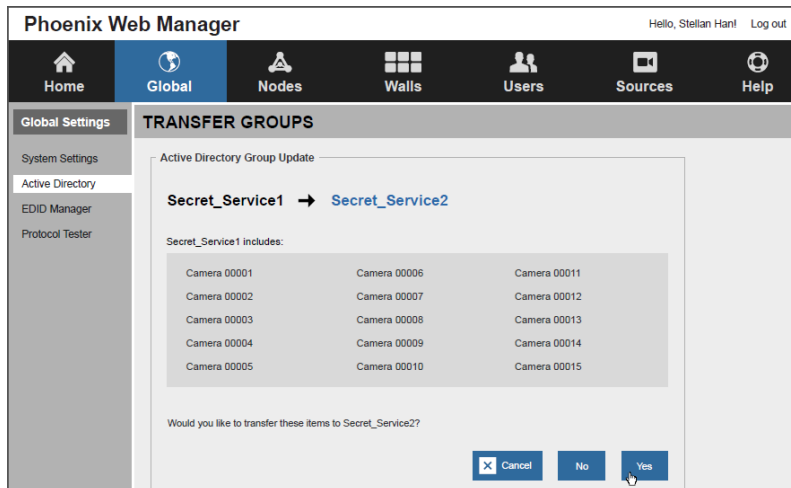 Phoenix Web Manager
Hello, Stellan Han! Log out
Home Global Nodes Walls Users Sources Help
Global Settings
TRANSFER GROUPS
System Settings
Active Directory
EDID Manager
Protocol Tester
Active Directory Group Update
Secret_Service1 → Secret_Service2
Secret_Service1 includes:
Camera 00001 Camera 00006 Camera 00011
Camera 00002 Camera 00007 Camera 00012
Camera 00003 Camera 00008 Camera 00013
Camera 00004 Camera 00009 Camera 00014
Camera 00005 Camera 00010 Camera 00015
Would you like to transfer these items to Secret_Service2?
Cancel No Yes